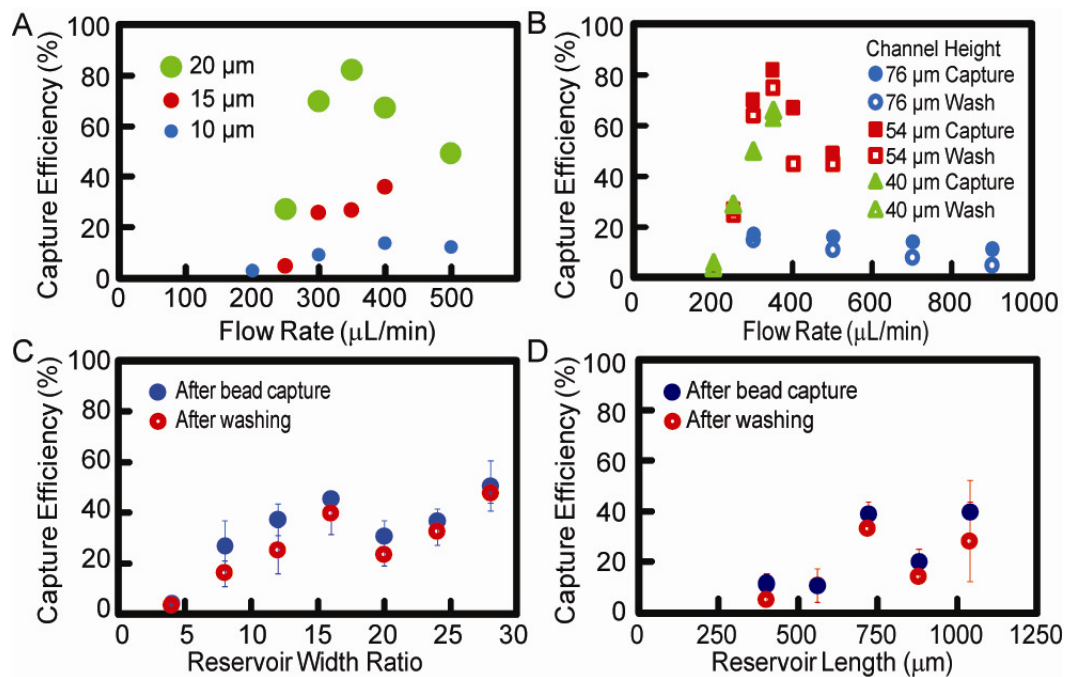 A
Capture Efficiency (%)
100
80
60
40
20
0
20 µm
15 µm
10 µm
0 100 200 300 400 500
Flow Rate (µL/min)
B
Capture Efficiency (%)
100
80
60
40
20
0
Channel Height
76 µm Capture
76 µm Wash
54 µm Capture
54 µm Wash
40 µm Capture
40 µm Wash
0 200 400 600 800 1000
Flow Rate (µL/min)
C
Capture Efficiency (%)
100
80
60
40
20
0
After bead capture
After washing
0 5 10 15 20 25 30
Reservoir Width Ratio
D
Capture Efficiency (%)
100
80
60
40
20
0
After bead capture
After washing
0 250 500 750 1000 1250
Reservoir Length (µm)